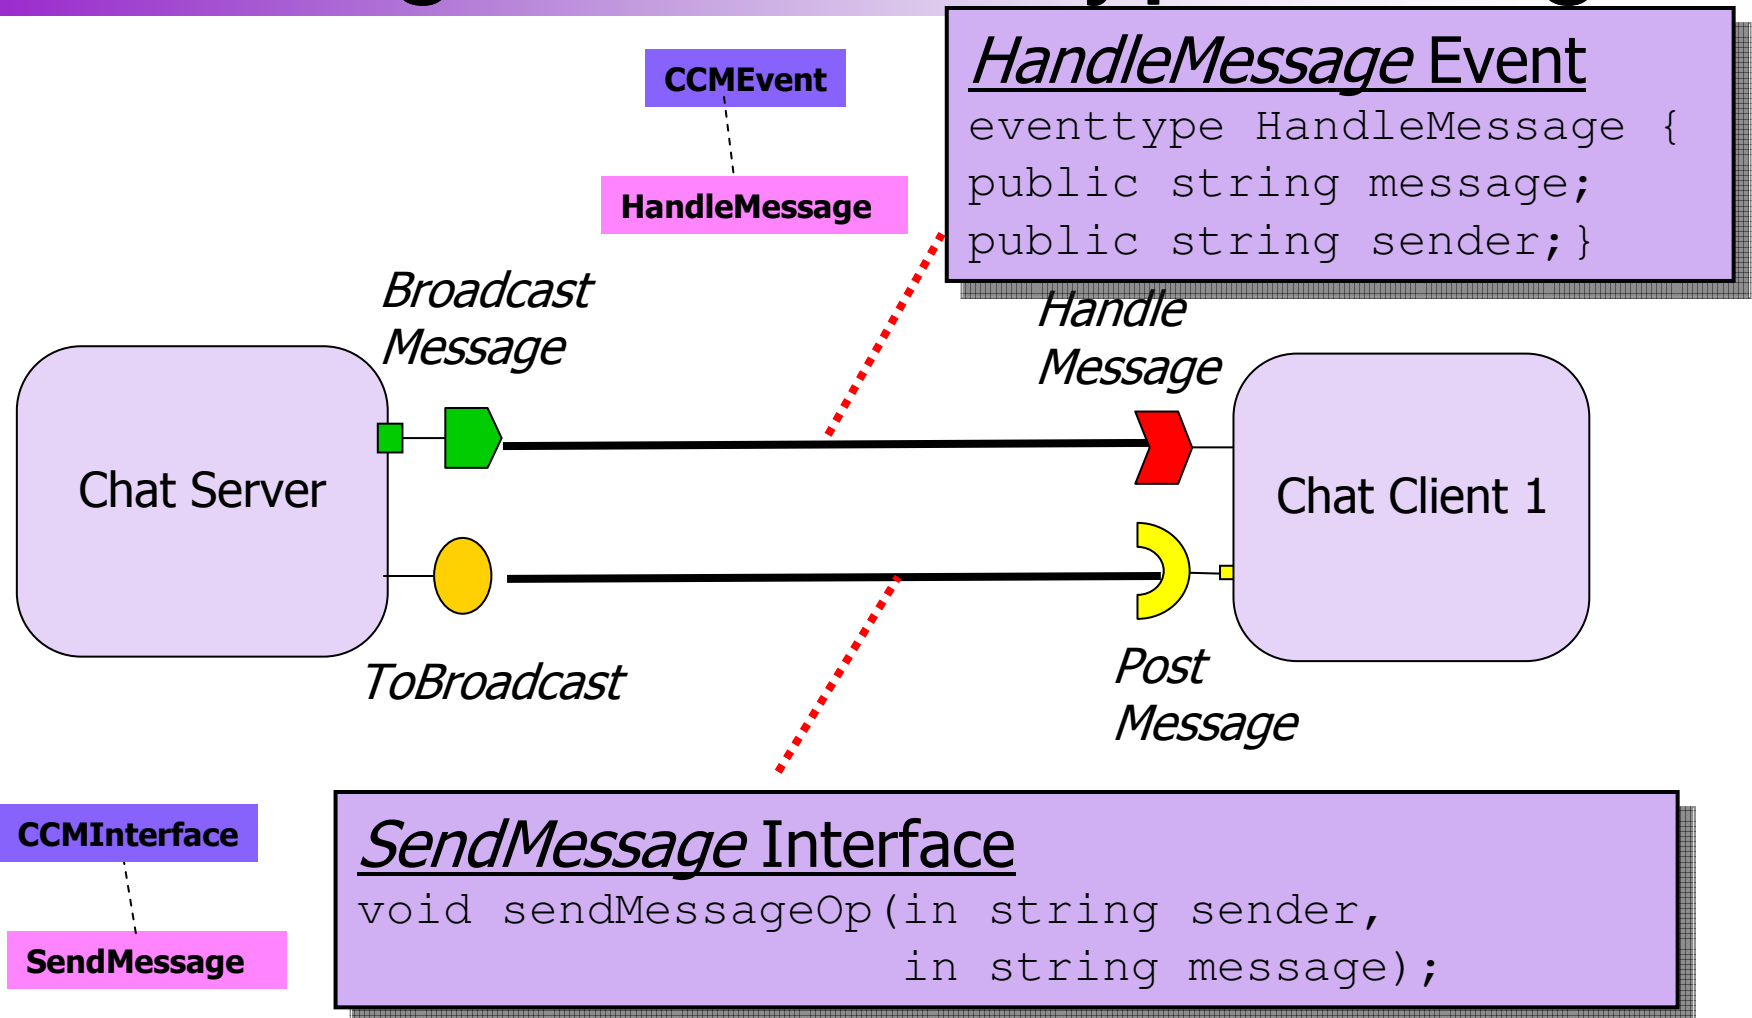 CCMEvent
HandleMessage
HandleMessage Event
eventtype HandleMessage {
public string message;
public string sender;}
Broadcast
Message
Handle
Message
Chat Server
Chat Client 1
ToBroadcast
Post
Message
CCMInterface
SendMessage
SendMessage Interface
void sendMessageOp(in string sender,
in string message);